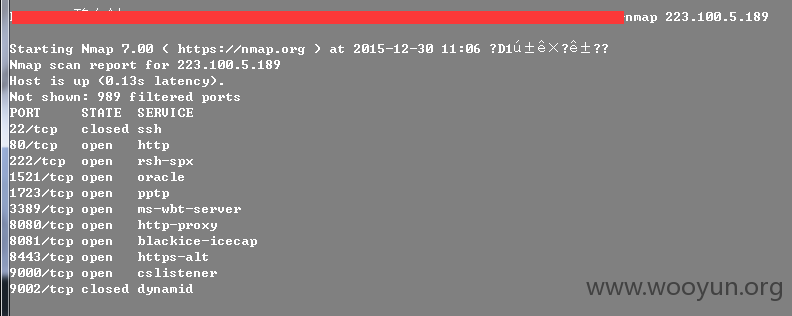 nmap 223.100.5.189
Starting Nmap 7.00 ( https://nmap.org ) at 2015-12-30 11:06 ?D1ú±ê×?ê±??
Nmap scan report for 223.100.5.189
Host is up (0.13s latency).
Not shown: 989 filtered ports
PORT     STATE  SERVICE
22/tcp   closed ssh
80/tcp   open   http
222/tcp  open   rsh-spx
1521/tcp open   oracle
1723/tcp open   pptp
3389/tcp open   ms-wbt-server
8080/tcp open   http-proxy
8081/tcp open   blackice-icecap
8443/tcp open   https-alt
9000/tcp open   cslistener
9002/tcp closed dynamid
www.wooyun.org